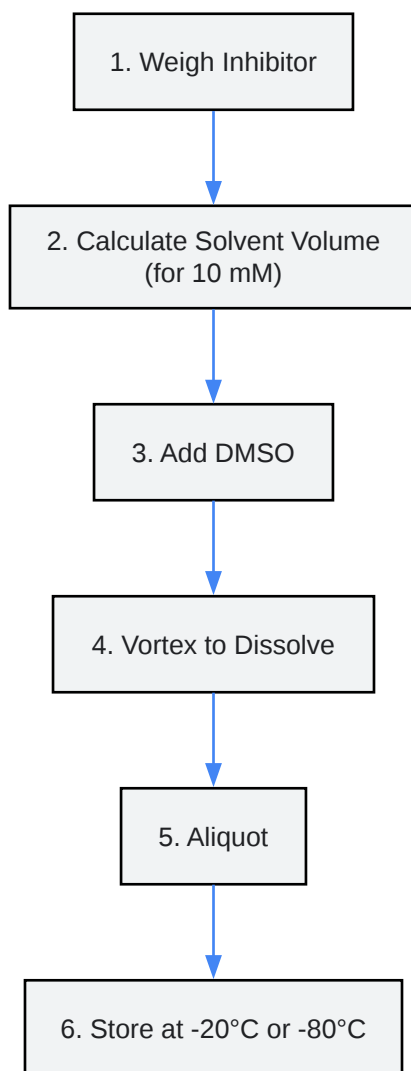 1. Weigh Inhibitor
2. Calculate Solvent Volume
(for 10 mM)
3. Add DMSO
4. Vortex to Dissolve
5. Aliquot
6. Store at -20°C or -80°C